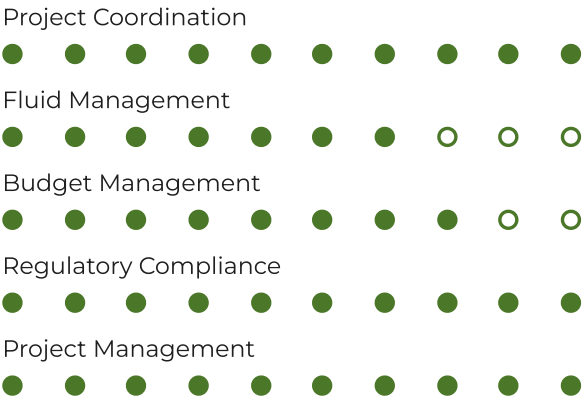 Project Coordination
Fluid Management
Budget Management
Regulatory Compliance
Project Management